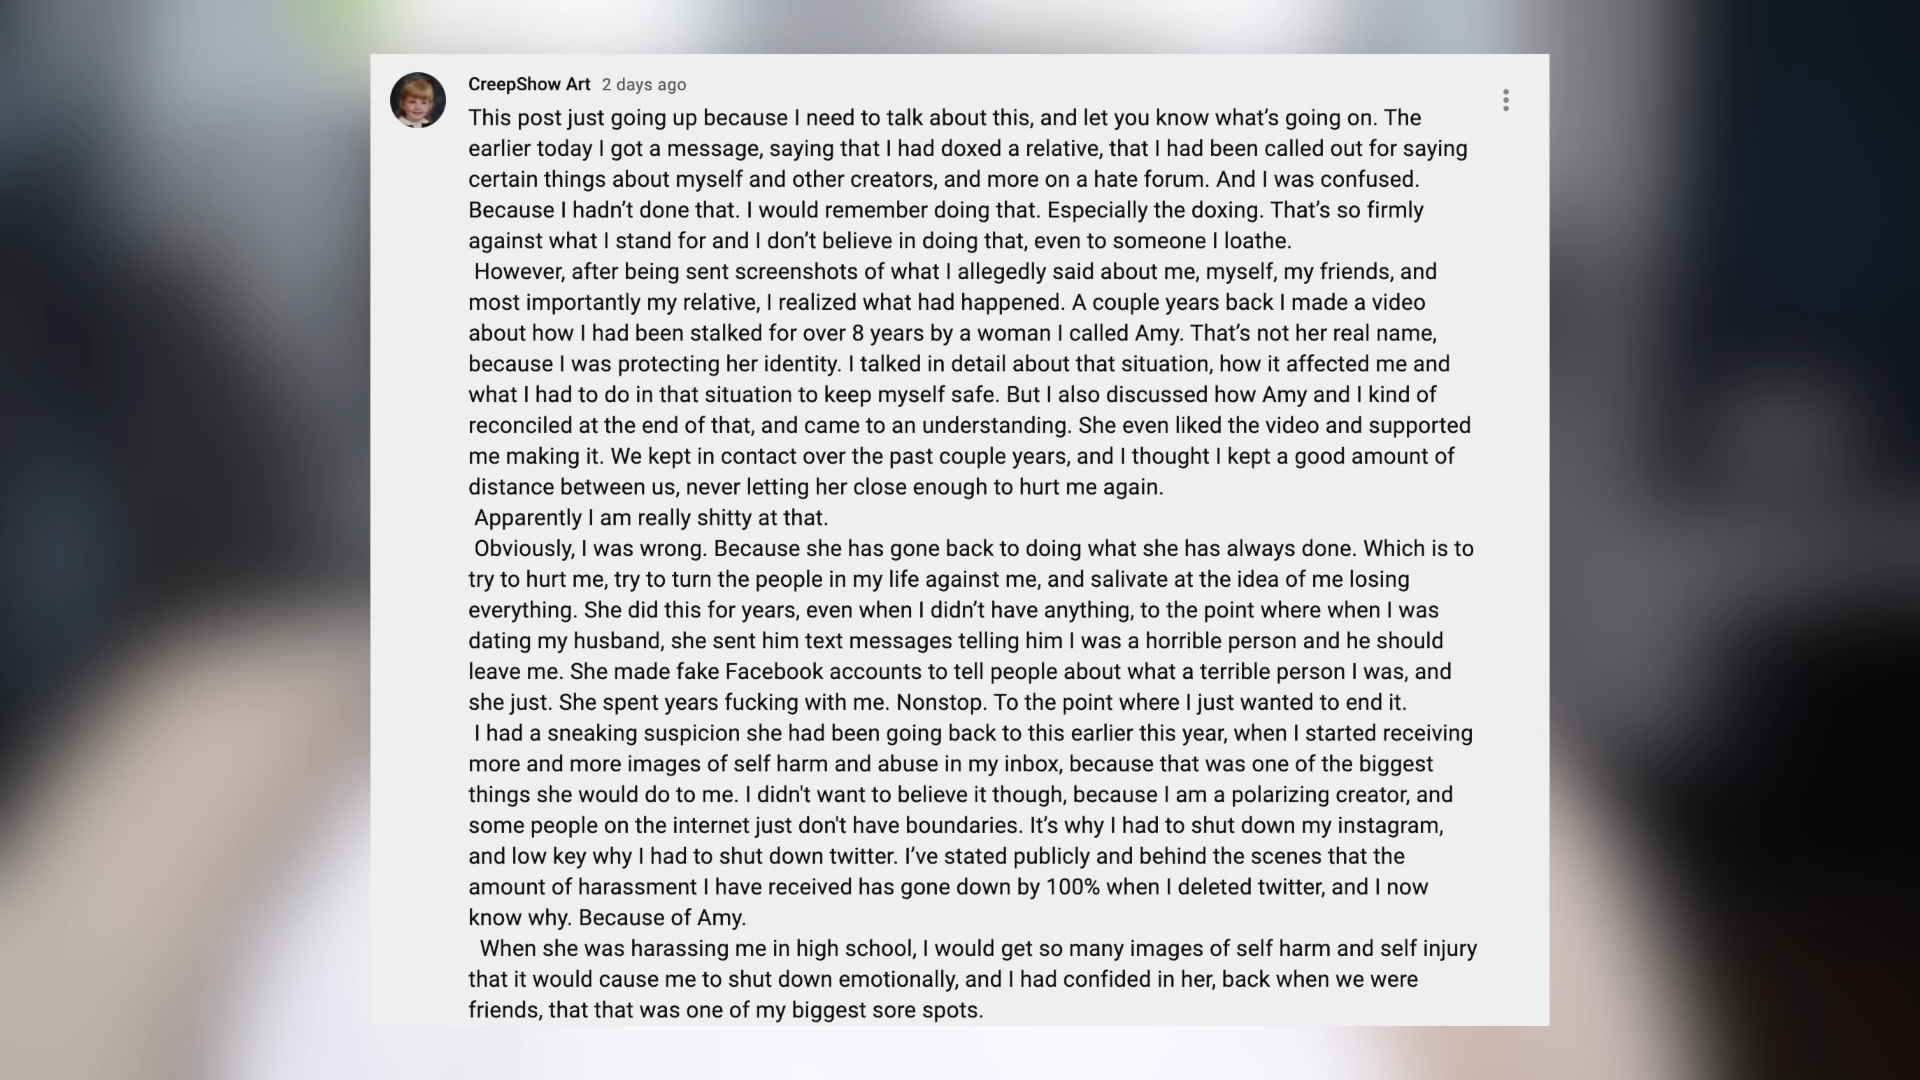 CreepShow Art 2 days ago
This post just going up because I need to talk about this, and let you know what’s going on. The
earlier today I got a message, saying that I had doxed a relative, that I had been called out for saying
certain things about myself and other creators, and more on a hate forum. And I was confused.
Because I hadn’t done that. I would remember doing that. Especially the doxing. That’s so firmly
against what I stand for and I don’t believe in doing that, even to someone I loathe.
However, after being sent screenshots of what I allegedly said about me, myself, my friends, and
most importantly my relative, I realized what had happened. A couple years back I made a video
about how I had been stalked for over 8 years by a woman I called Amy. That’s not her real name,
because I was protecting her identity. I talked in detail about that situation, how it affected me and
what I had to do in that situation to keep myself safe. But I also discussed how Amy and I kind of
reconciled at the end of that, and came to an understanding. She even liked the video and supported
me making it. We kept in contact over the past couple years, and I thought I kept a good amount of
distance between us, never letting her close enough to hurt me again.
Apparently I am really shitty at that.
Obviously, I was wrong. Because she has gone back to doing what she has always done. Which is to
try to hurt me, try to turn the people in my life against me, and salivate at the idea of me losing
everything. She did this for years, even when I didn’t have anything, to the point where when I was
dating my husband, she sent him text messages telling him I was a horrible person and he should
leave me. She made fake Facebook accounts to tell people about what a terrible person I was, and
she just. She spent years fucking with me. Nonstop. To the point where I just wanted to end it.
I had a sneaking suspicion she had been going back to this earlier this year, when I started receiving
more and more images of self harm and abuse in my inbox, because that was one of the biggest
things she would do to me. I didn't want to believe it though, because I am a polarizing creator, and
some people on the internet just don't have boundaries. It’s why I had to shut down my instagram,
and low key why I had to shut down twitter. I’ve stated publicly and behind the scenes that the
amount of harassment I have received has gone down by 100% when I deleted twitter, and I now
know why. Because of Amy.
When she was harassing me in high school, I would get so many images of self harm and self injury
that it would cause me to shut down emotionally, and I had confided in her, back when we were
friends, that that was one of my biggest sore spots.